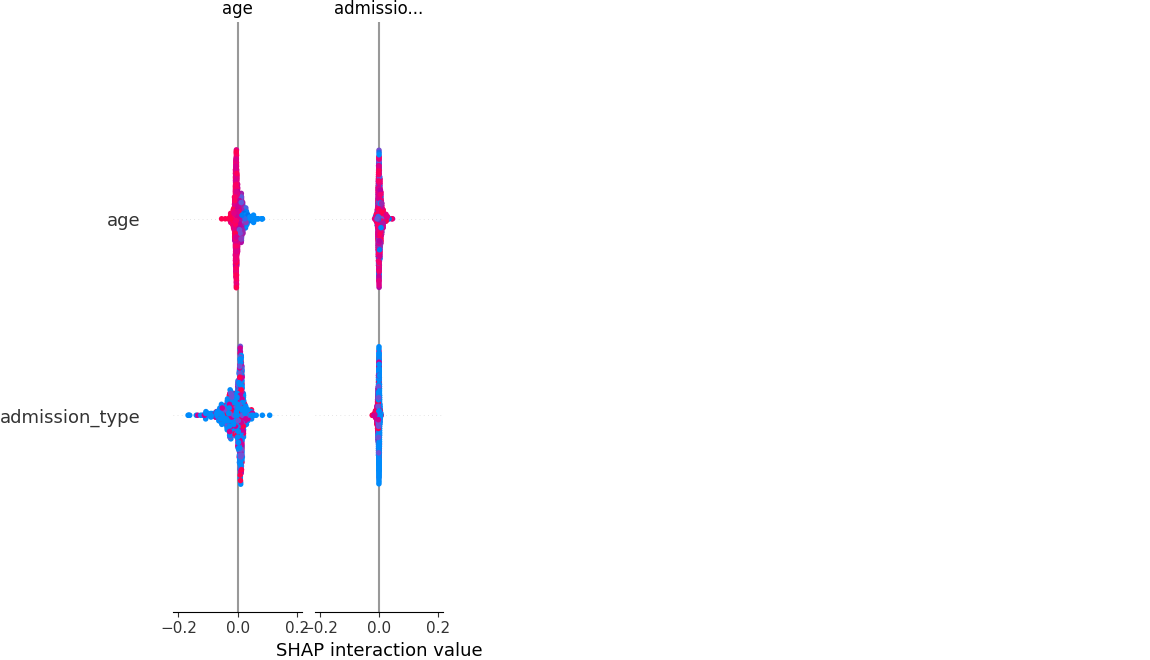 age admissio...
age
admission_type
−0.2 0.0 0.2 −0.2 0.0 0.2
SHAP interaction value